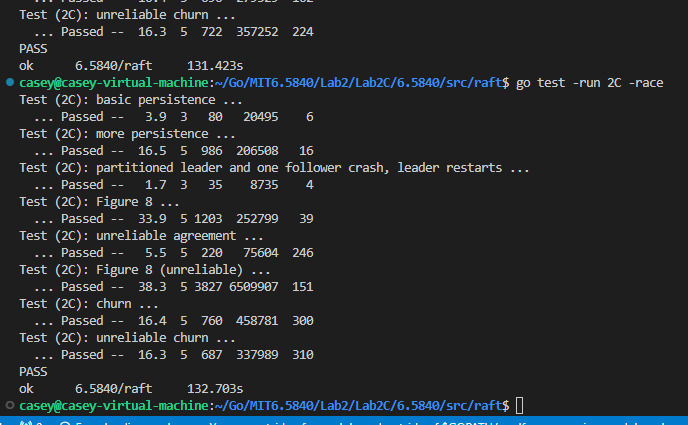 Test (2C): unreliable churn ...
  ... Passed --  16.3  5  722  357252  224
PASS
ok      6.5840/raft     131.423s
casey@casey-virtual-machine:~/Go/MIT6.5840/Lab2/Lab2C/6.5840/src/raft$ go test -run 2C -race
Test (2C): basic persistence ...
  ... Passed --   3.9  3   80   20495    6
Test (2C): more persistence ...
  ... Passed --  16.5  5  986  206508   16
Test (2C): partitioned leader and one follower crash, leader restarts ...
  ... Passed --   1.7  3   35    8735    4
Test (2C): Figure 8 ...
  ... Passed --  33.9  5 1203  252799   39
Test (2C): unreliable agreement ...
  ... Passed --   5.5  5  220   75604  246
Test (2C): Figure 8 (unreliable) ...
  ... Passed --  38.3  5 3827 6509907  151
Test (2C): churn ...
  ... Passed --  16.4  5  760  458781  300
Test (2C): unreliable churn ...
  ... Passed --  16.3  5  687  337989  310
PASS
ok      6.5840/raft     132.703s
casey@casey-virtual-machine:~/Go/MIT6.5840/Lab2/Lab2C/6.5840/src/raft$